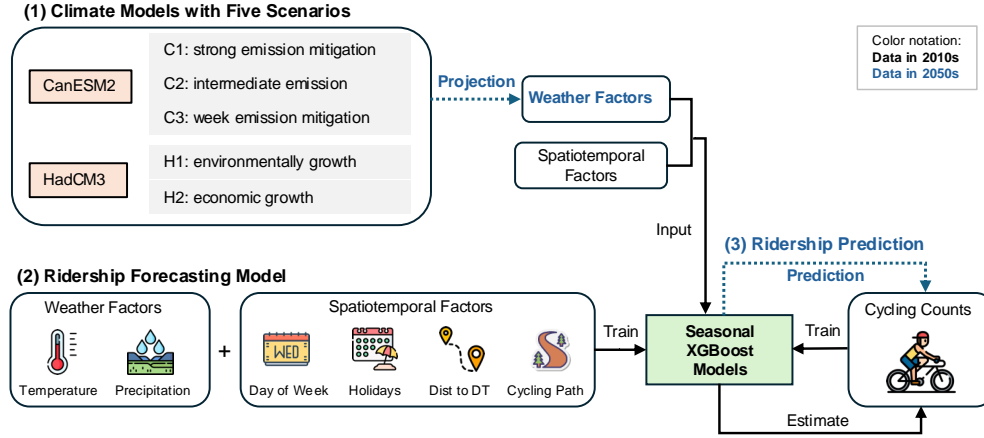 (1) Climate Models with Five Scenarios
CanESM2
C1: strong emission mitigation
C2: intermediate emission
C3: week emission mitigation
HadCM3
H1: environmentally growth
H2: economic growth
Projection
Weather Factors
Spatiotemporal
Factors
Color notation:
Data in 2010s
Data in 2050s
Input
(3) Ridership Prediction
Prediction
(2) Ridership Forecasting Model
Weather Factors
Temperature
Precipitation
+
Spatiotemporal Factors
WED
Day of Week
Holidays
Dist to DT
Cycling Path
Train
Seasonal
XGBoost
Models
Train
Cycling Counts
Estimate